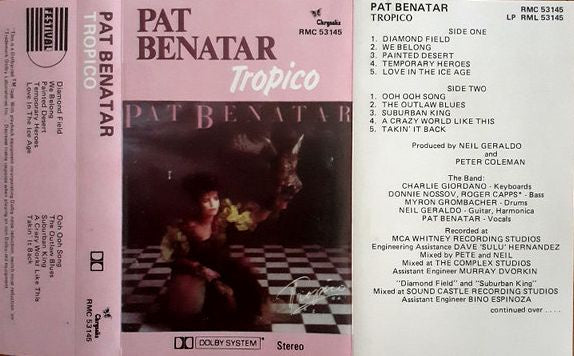 FESTIVAL
PAT BENATAR
TROPICO
Diamond Field
We Belong
Painted Desert
Temporary Heroes
Love In The Ice Age
Ooh Ooh Song
The Outlaw Blues
Suburban King
A Crazy World Like This
Takin' It Back
Chrysalis
RMC 53145
PAT
BENATAR
Tropico
Chrysalis
RMC 53145
PAT BENATAR
Tropico
DOLBY SYSTEM
Stereo
PAT BENATAR
TROPICO
RMC 53145
LP RML 53145
SIDE ONE
1. DIAMOND FIELD
2. WE BELONG
3. PAINTED DESERT
4. TEMPORARY HEROES
5. LOVE IN THE ICE AGE
SIDE TWO
1. OOH OOH SONG
2. THE OUTLAW BLUES
3. SUBURBAN KING
4. A CRAZY WORLD LIKE THIS
5. TAKIN' IT BACK
Produced by NEIL GERALDO
and
PETER COLEMAN
The Band:
CHARLIE GIORDANO - Keyboards
DONNIE NOSSOV, ROGER CAPPS* - Bass
MYRON GROMBACHER - Drums
NEIL GERALDO - Guitar, Harmonica
PAT BENATAR - Vocals
Recorded at
MCA WHITNEY RECORDING STUDIOS
Engineering Assistance DAVE 'SULU' HERNANDEZ
Mixed by PETE and NEIL
Mixed at THE COMPLEX STUDIOS
Assistant Engineer MURRAY DVORKIN
"Diamond Field" and "Suburban King"
Mixed at SOUND CASTLE RECORDING STUDIOS
Assistant Engineer BINO ESPINOZA
continued over ....